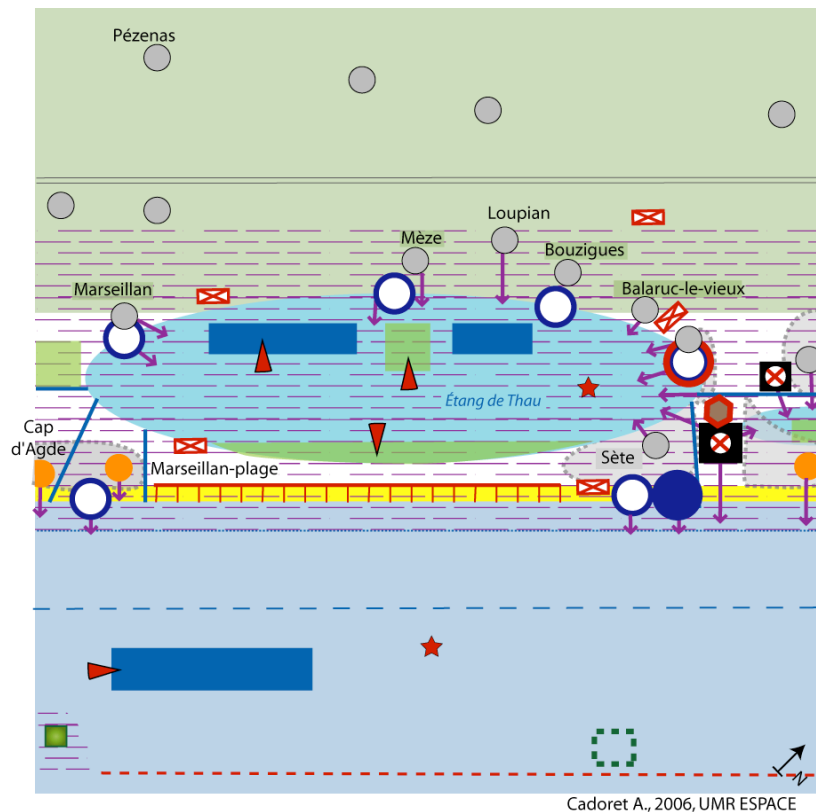 Pézenas
Loupian
Mèze
Bouzigues
Marseillan
Balaruc-le-vieux
Étang de Thau
Cap
d'Agde
Marseillan-plage
Sète
N
Cadoret A., 2006, UMR ESPACE